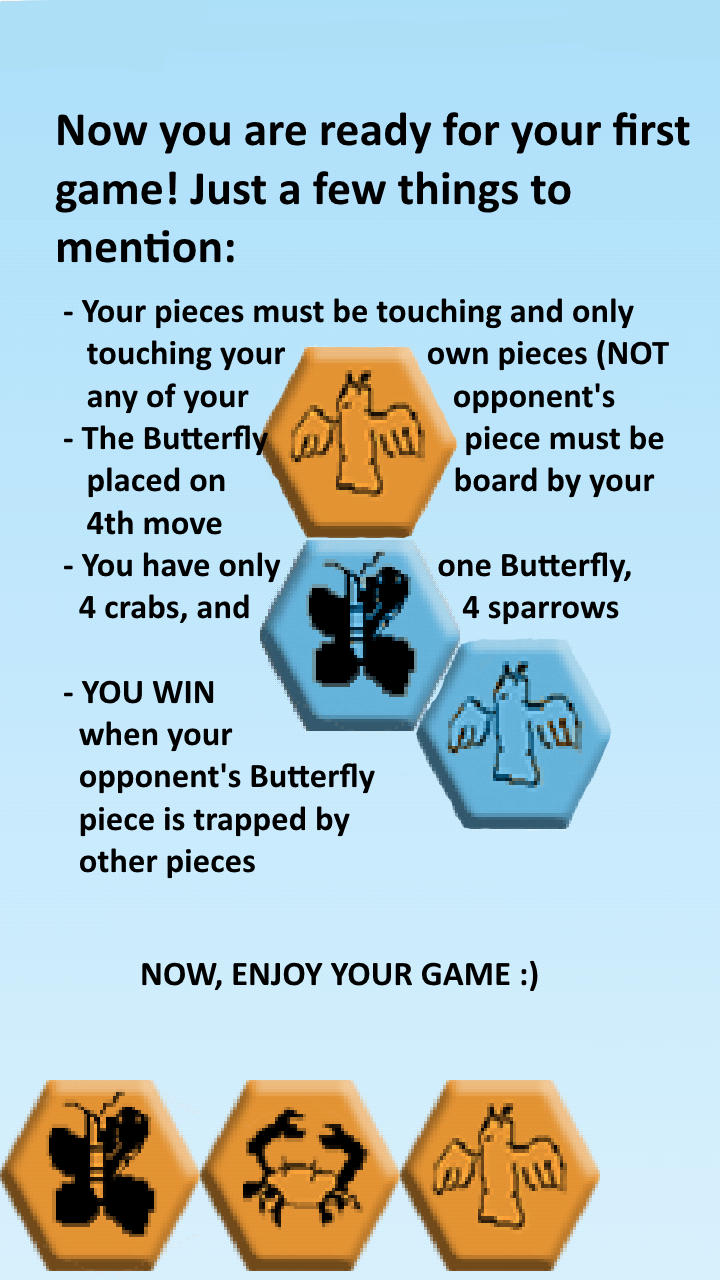 Now you are ready for your first
game! Just a few things to
mention:
- Your pieces must be touching and only
touching your own pieces (NOT
any of your opponent's
- The Butterfly piece must be
placed on board by your
4th move
- You have only one Butterfly,
4 crabs, and 4 sparrows
- YOU WIN
when your
opponent's Butterfly
piece is trapped by
other pieces
NOW, ENJOY YOUR GAME :)